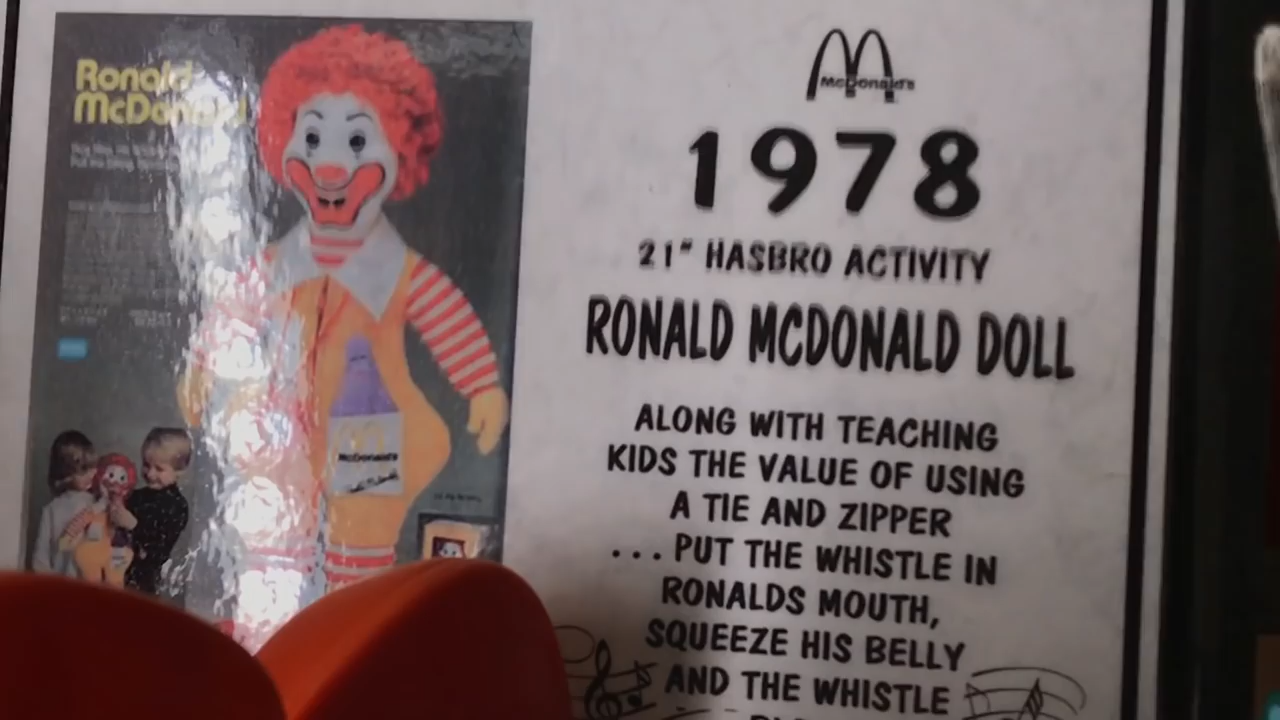 Ronald
McDonald
McDonald's
McDonald's
1978
21" HASBRO ACTIVITY
RONALD MCDONALD DOLL
ALONG WITH TEACHING
KIDS THE VALUE OF USING
A TIE AND ZIPPER
...PUT THE WHISTLE IN
RONALDS MOUTH,
SQUEEZE HIS BELLY
AND THE WHISTLE